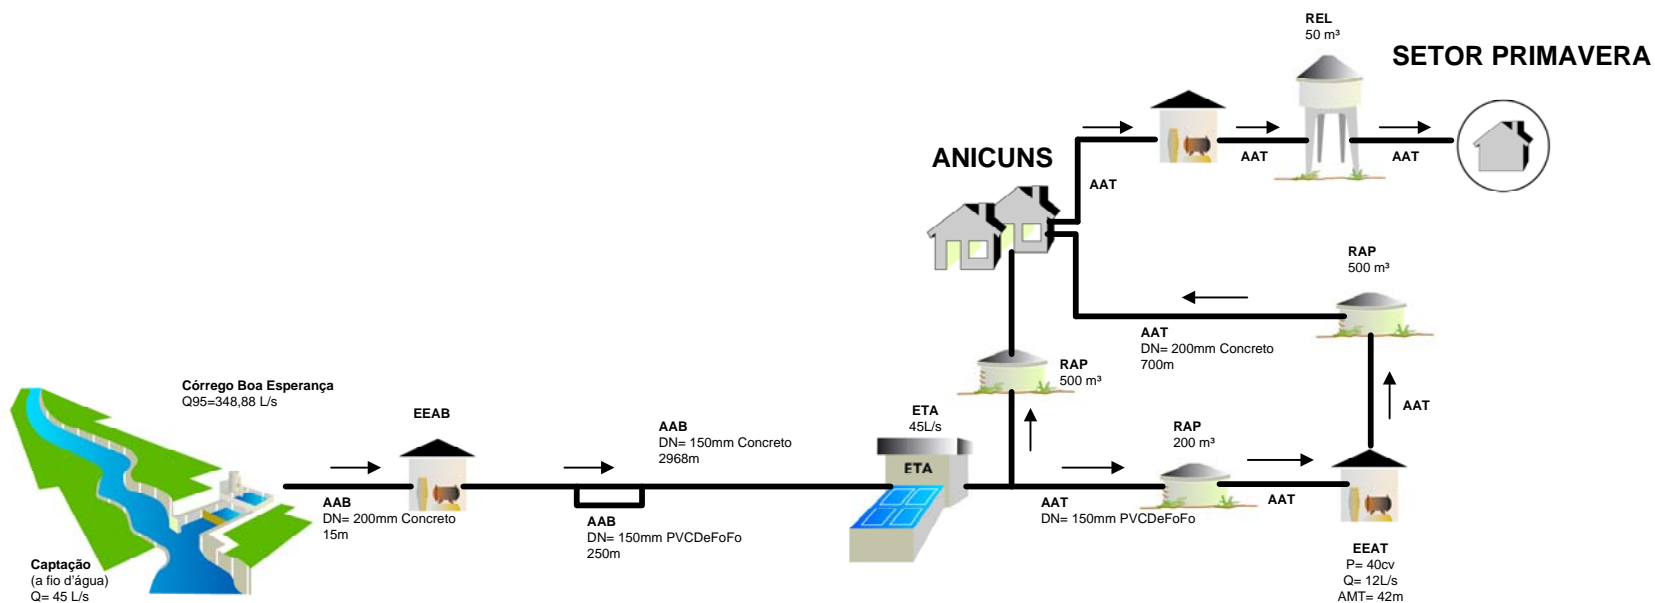 REL
50 m³
SETOR PRIMAVERA
AAT
AAT
ANICUNS
AAT
RAP
500 m³
AAT
DN= 200mm Concreto
700m
RAP
500 m³
AAT
Córrego Boa Esperança
Q95=348,88 L/s
EEAB
AAB
DN= 150mm Concreto
2968m
ETA
45L/s
ETA
RAP
200 m³
AAB
DN= 200mm Concreto
15m
AAB
DN= 150mm PVCDeFoFo
250m
AAT
DN= 150mm PVCDeFoFo
AAT
EEAT
P= 40cv
Q= 12L/s
AMT= 42m
Captação
(a fio d'água)
Q= 45 L/s